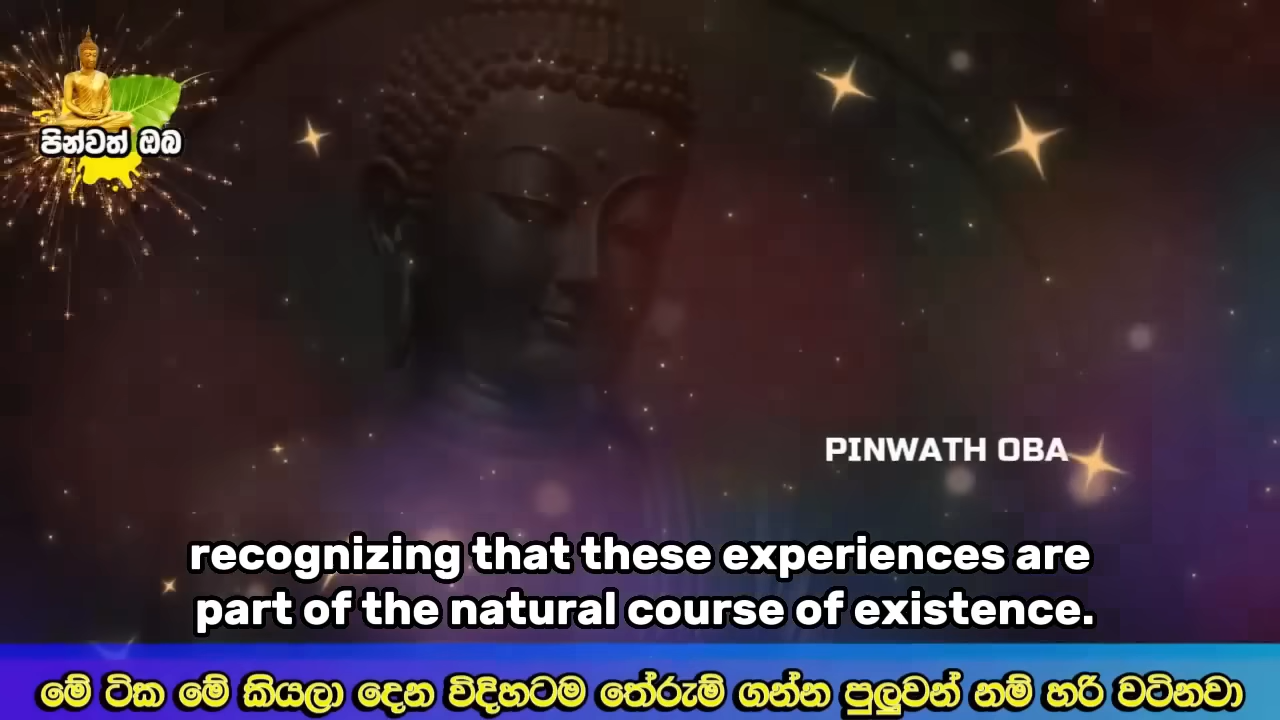 පින්වත් ඔබ
PINWATH OBA
recognizing that these experiences are
part of the natural course of existence.
මේ ටික මේ කියලා දෙන විදිහටම තේරුම් ගන්න පුලුවන් නම් හරි වටිනවා